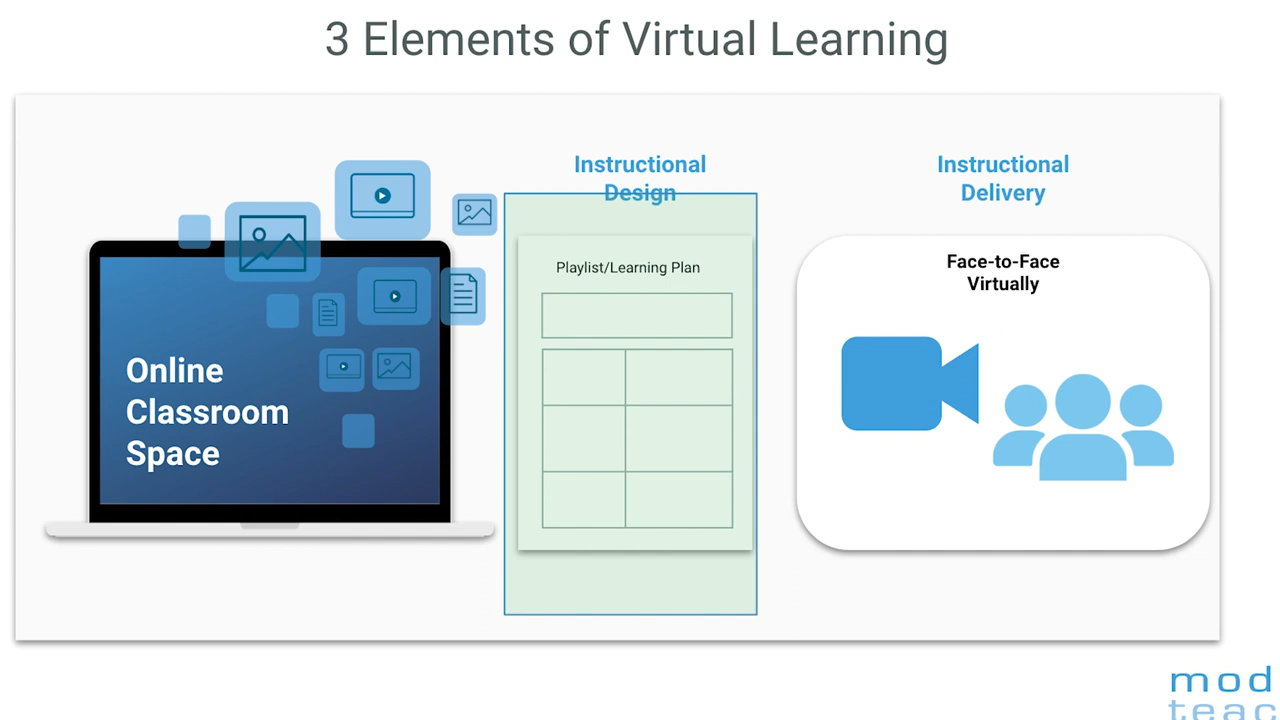 3 Elements of Virtual Learning
Online
Classroom
Space
Instructional
Design
Playlist/Learning Plan
Instructional
Delivery
Face-to-Face
Virtually
mod
teac